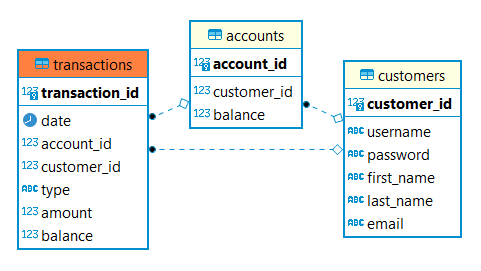 transactions
123 transaction_id
date
123 account_id
123 customer_id
ABC type
123 amount
123 balance
accounts
123 account_id
123 customer_id
123 balance
customers
123 customer_id
ABC username
ABC password
ABC first_name
ABC last_name
ABC email